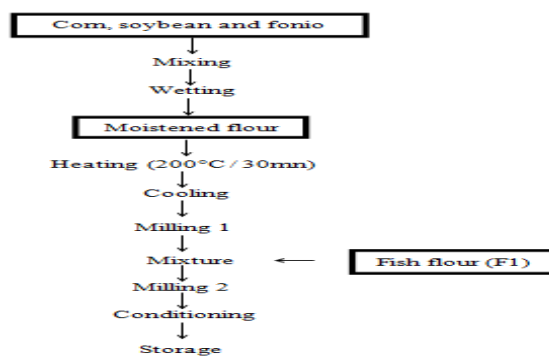 Corn, soybean and fonio
Mixing
Wetting
Moistened flour
Heating (200°C / 30mn)
Cooling
Milling 1
Mixture
Fish flour (F1)
Milling 2
Conditioning
Storage